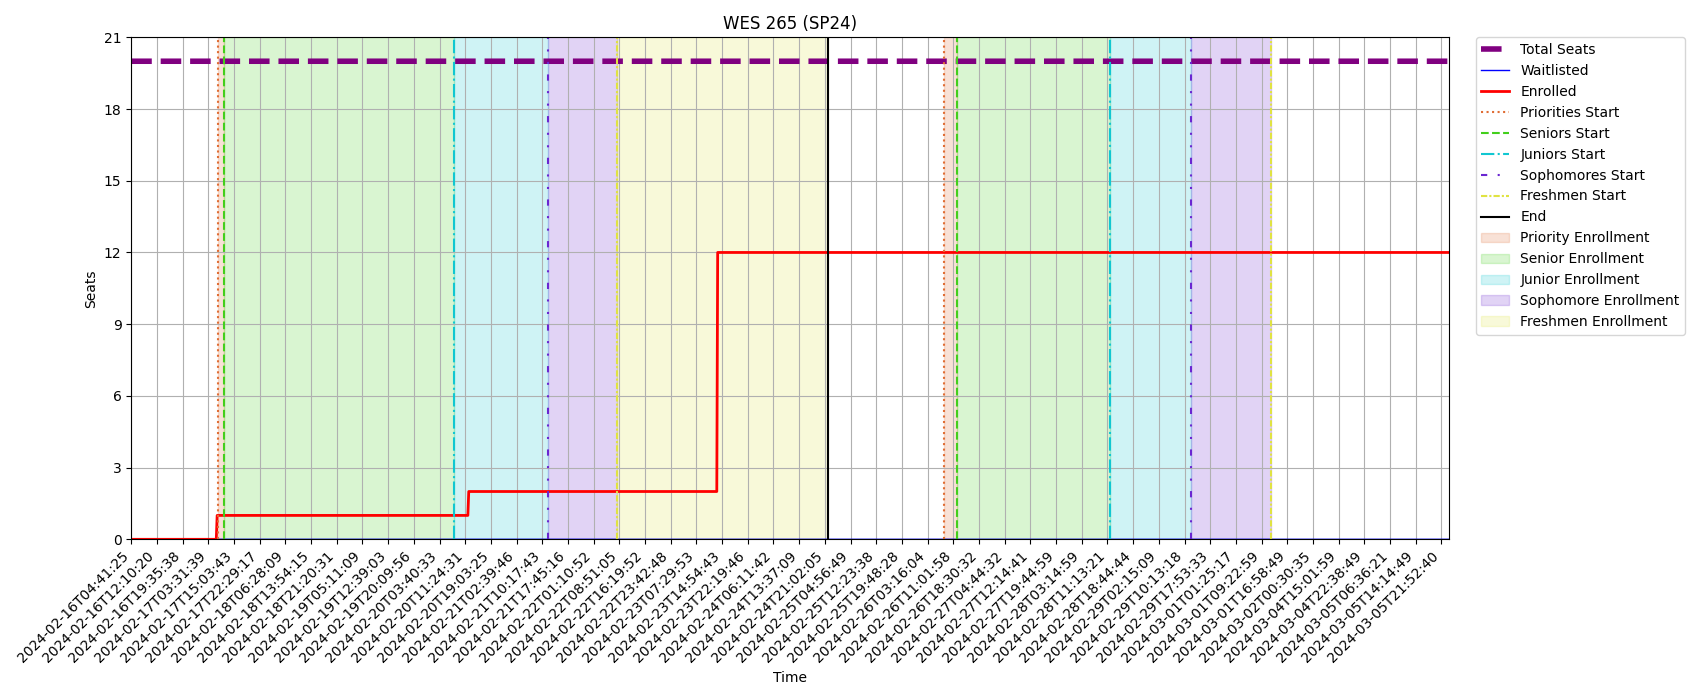 WES 265 (SP24)
21
18
15
12
9
6
3
0
Seats
2024-02-16T04:41:25
2024-02-16T12:10:20
2024-02-16T19:35:38
2024-02-17T03:31:39
2024-02-17T15:03:43
2024-02-17T22:29:17
2024-02-18T06:28:09
2024-02-18T13:54:15
2024-02-18T21:20:31
2024-02-19T05:11:09
2024-02-19T12:39:03
2024-02-19T20:09:56
2024-02-20T03:40:33
2024-02-20T11:24:31
2024-02-20T19:03:25
2024-02-21T02:39:46
2024-02-21T10:17:43
2024-02-21T17:45:16
2024-02-22T01:10:52
2024-02-22T08:51:05
2024-02-22T16:19:52
2024-02-22T23:42:48
2024-02-23T07:29:53
2024-02-23T14:54:43
2024-02-23T22:19:46
2024-02-24T06:11:42
2024-02-24T13:37:09
2024-02-24T21:02:05
2024-02-25T04:56:49
2024-02-25T12:23:38
2024-02-25T19:48:28
2024-02-26T03:16:04
2024-02-26T11:01:58
2024-02-26T18:30:32
2024-02-27T04:44:32
2024-02-27T12:14:41
2024-02-27T19:44:59
2024-02-28T03:14:59
2024-02-28T11:13:21
2024-02-28T18:44:44
2024-02-29T02:15:09
2024-02-29T10:13:18
2024-02-29T17:53:33
2024-03-01T01:25:17
2024-03-01T09:22:59
2024-03-01T16:58:49
2024-03-02T00:30:35
2024-03-04T15:01:59
2024-03-04T22:38:49
2024-03-05T06:36:21
2024-03-05T14:14:49
2024-03-05T21:52:40
Time
Total Seats
Waitlisted
Enrolled
Priorities Start
Seniors Start
Juniors Start
Sophomores Start
Freshmen Start
End
Priority Enrollment
Senior Enrollment
Junior Enrollment
Sophomore Enrollment
Freshmen Enrollment